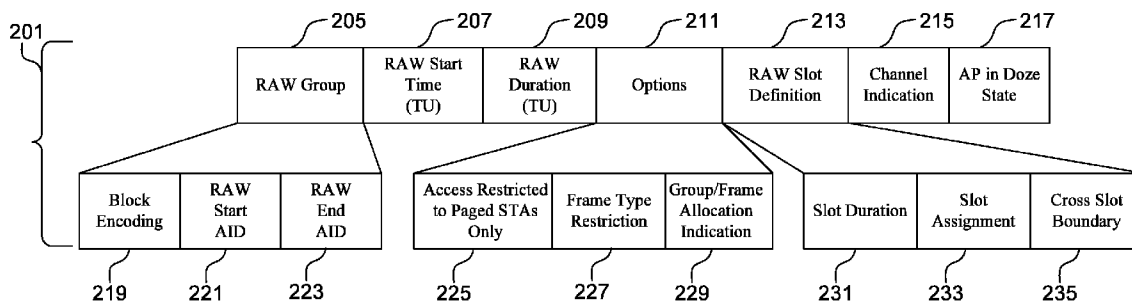 201
205
207
209
211
213
215
217
RAW Group
RAW Start
Time
(TU)
RAW
Duration
(TU)
Options
RAW Slot
Definition
Channel
Indication
AP in Doze
State
Block
Encoding
RAW
Start
AID
RAW
End
AID
Access Restricted
to Paged STAs
Only
Frame Type
Restriction
Group/Frame
Allocation
Indication
Slot Duration
Slot
Assignment
Cross Slot
Boundary
219
221
223
225
227
229
231
233
235